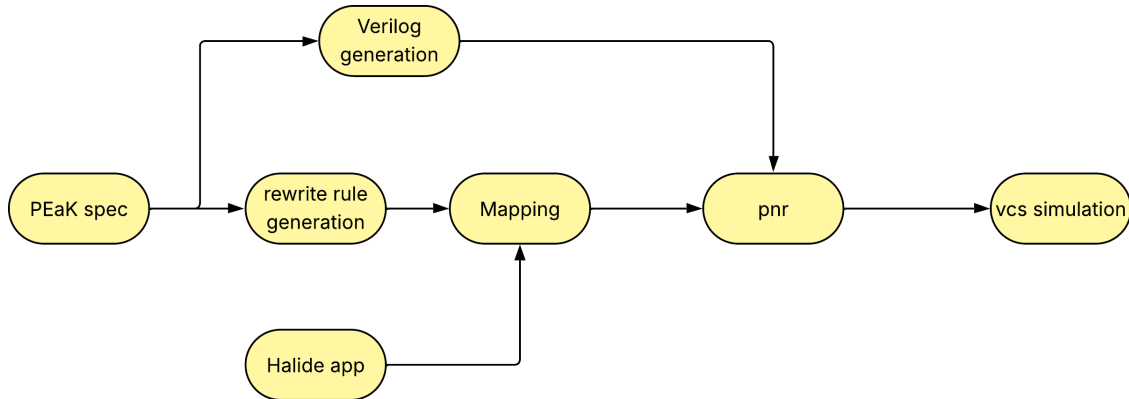 Verilog
generation
PEaK spec
rewrite rule
generation
Mapping
pnr
vcs simulation
Halide app